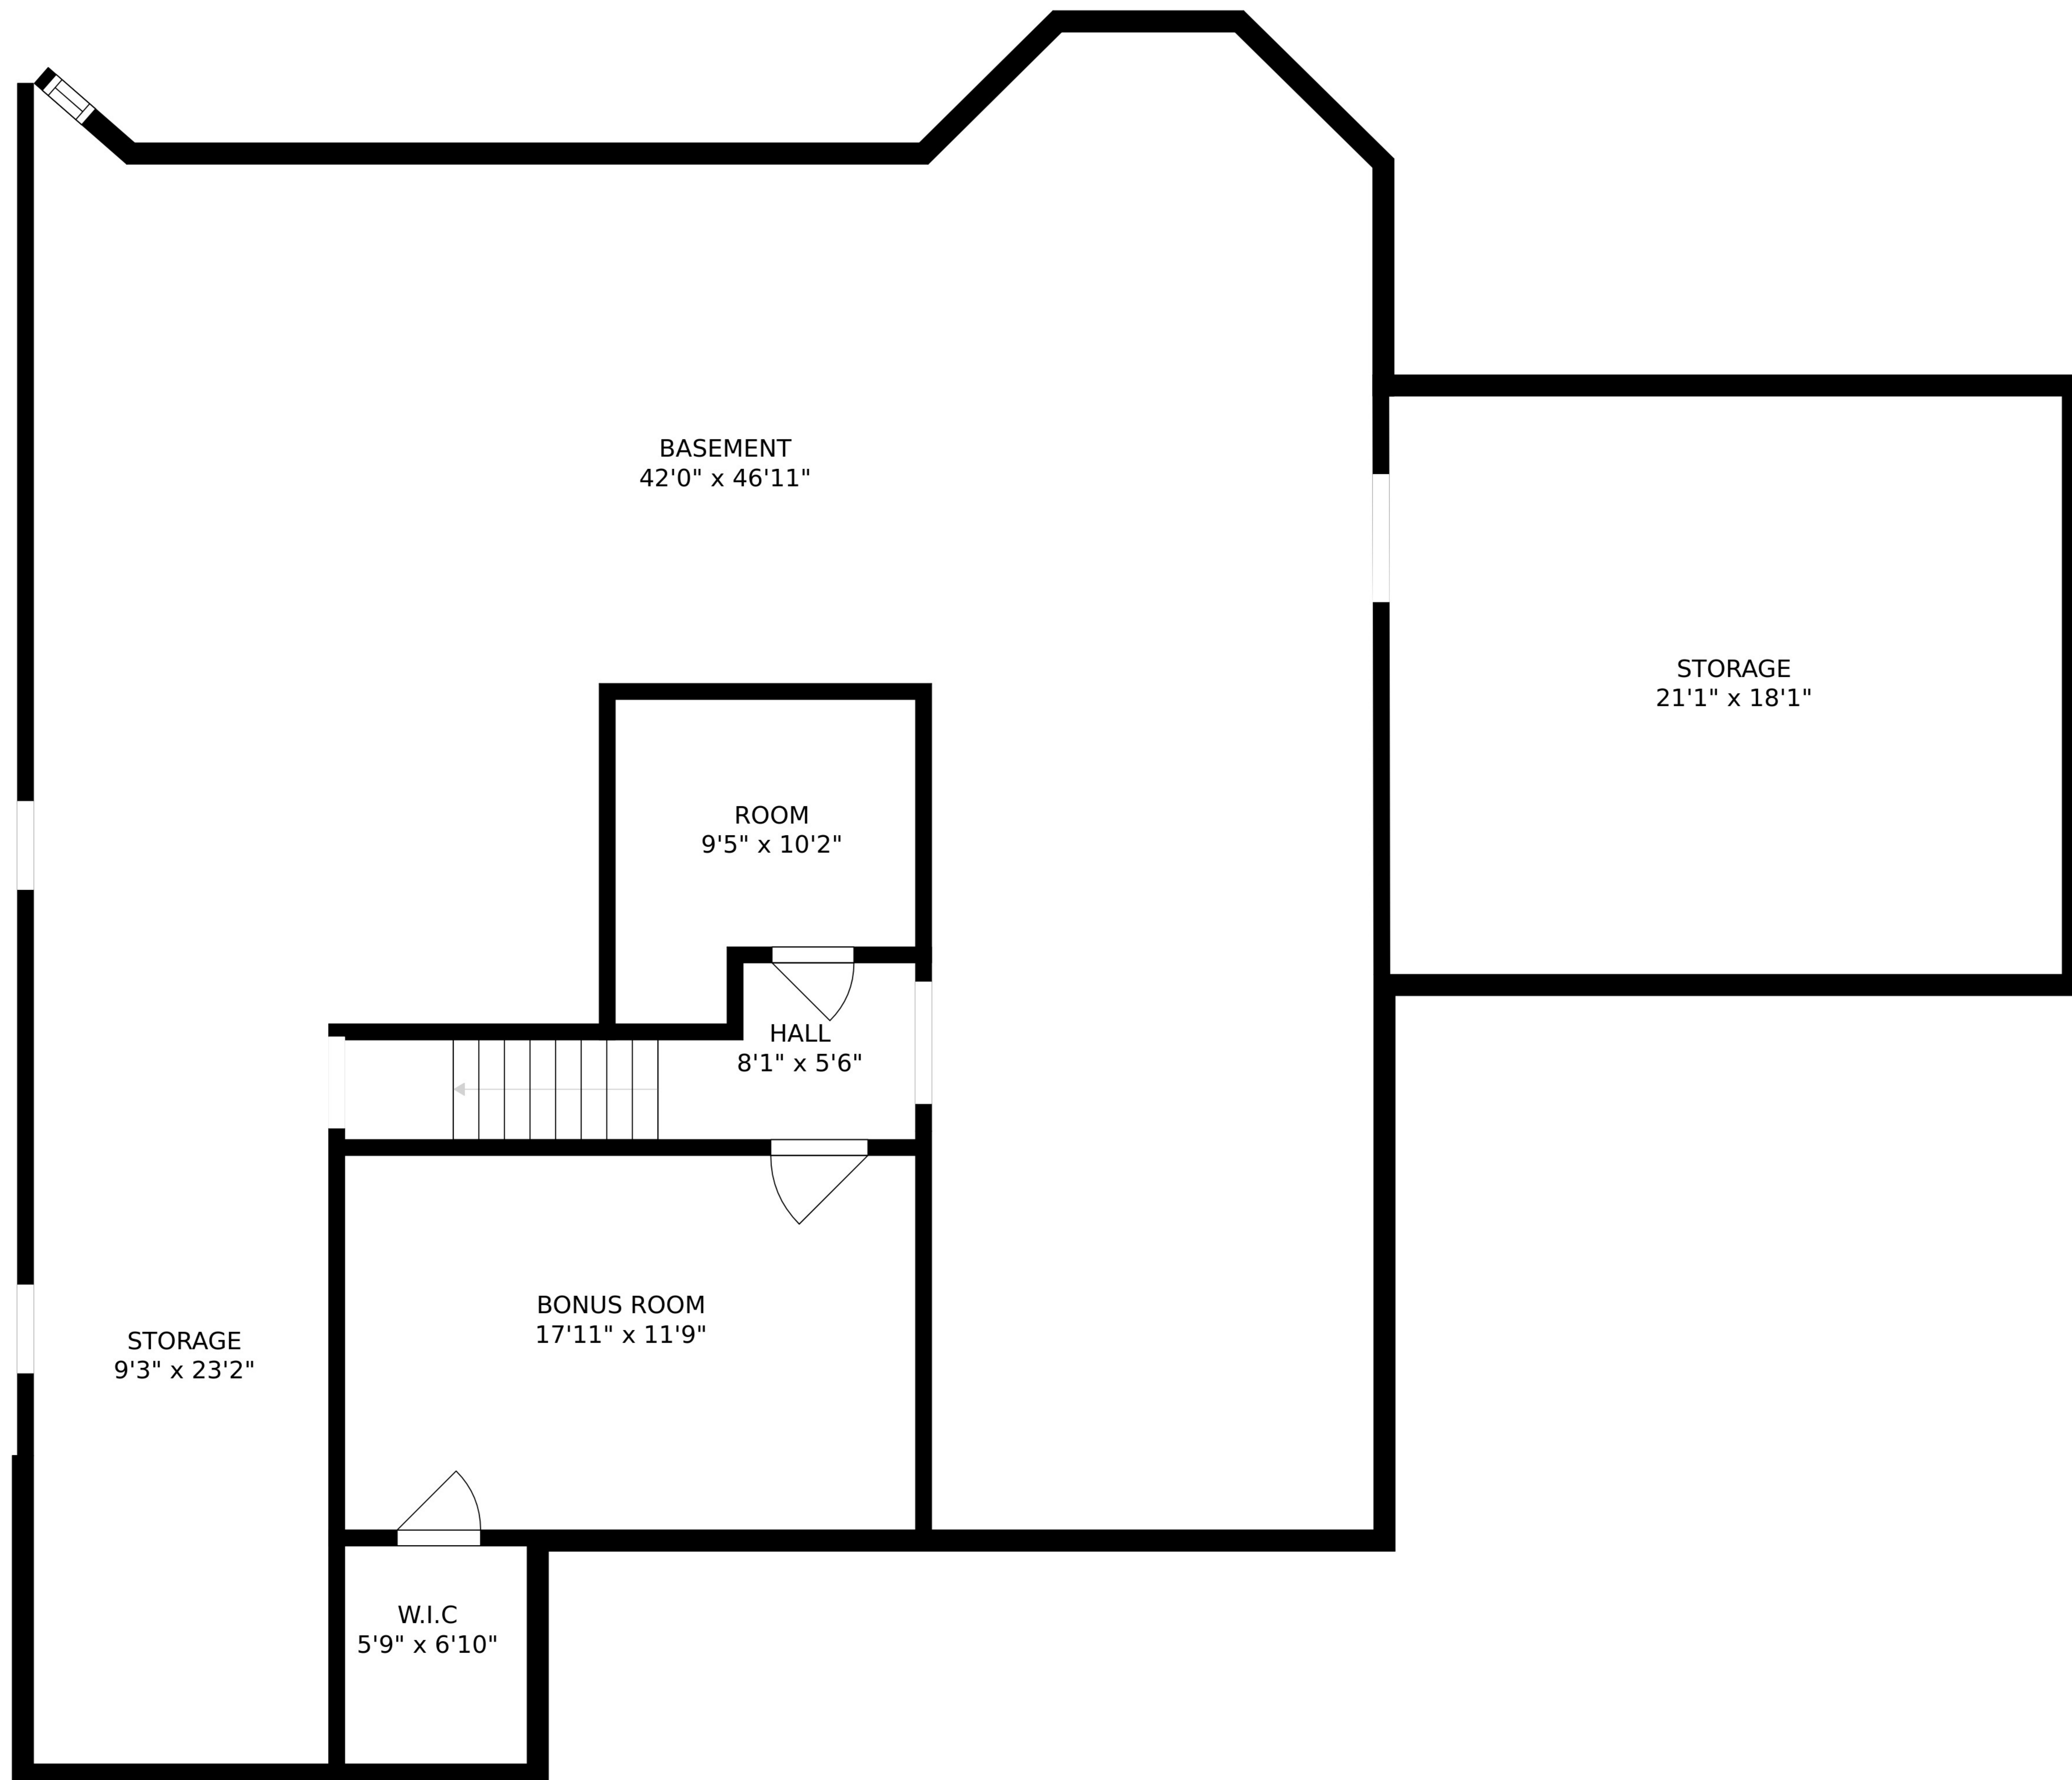 BASEMENT
42'0" x 46'11"
STORAGE
21'1" x 18'1"
ROOM
9'5" x 10'2"
HALL
8'1" x 5'6"
BONUS ROOM
17'11" x 11'9"
STORAGE
9'3" x 23'2"
W.I.C
5'9" x 6'10"